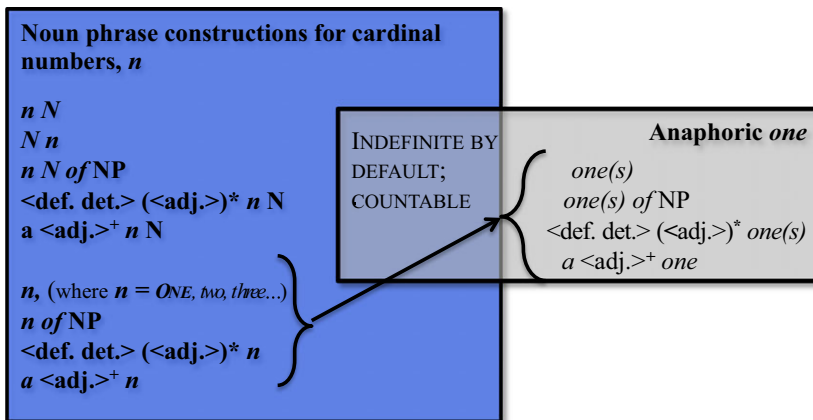 Noun phrase constructions for cardinal
numbers, n
n N
N n
n N of NP
<def. det.> (<adj.>)* n N
a <adj.>+ n N
n, (where n = ONE, two, three...)
n of NP
<def. det.> (<adj.>)* n
a <adj.>+ n
INDEFINITE BY
DEFAULT;
COUNTABLE
Anaphoric one
one(s)
one(s) of NP
<def. det.> (<adj.>)* one(s)
a <adj.>+ one